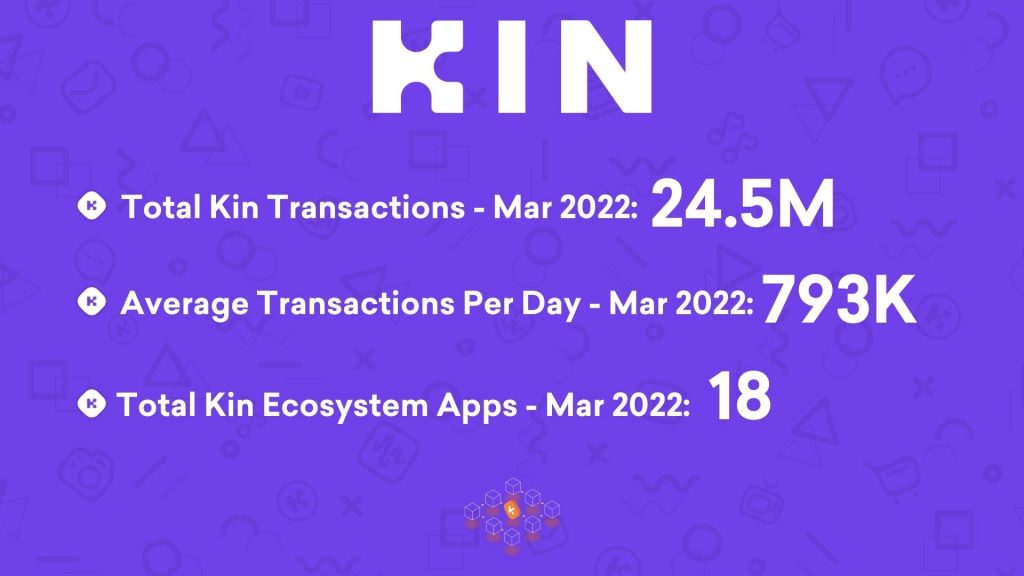 KIN
Total Kin Transactions - Mar 2022: 24.5M
Average Transactions Per Day - Mar 2022: 793K
Total Kin Ecosystem Apps - Mar 2022: 18